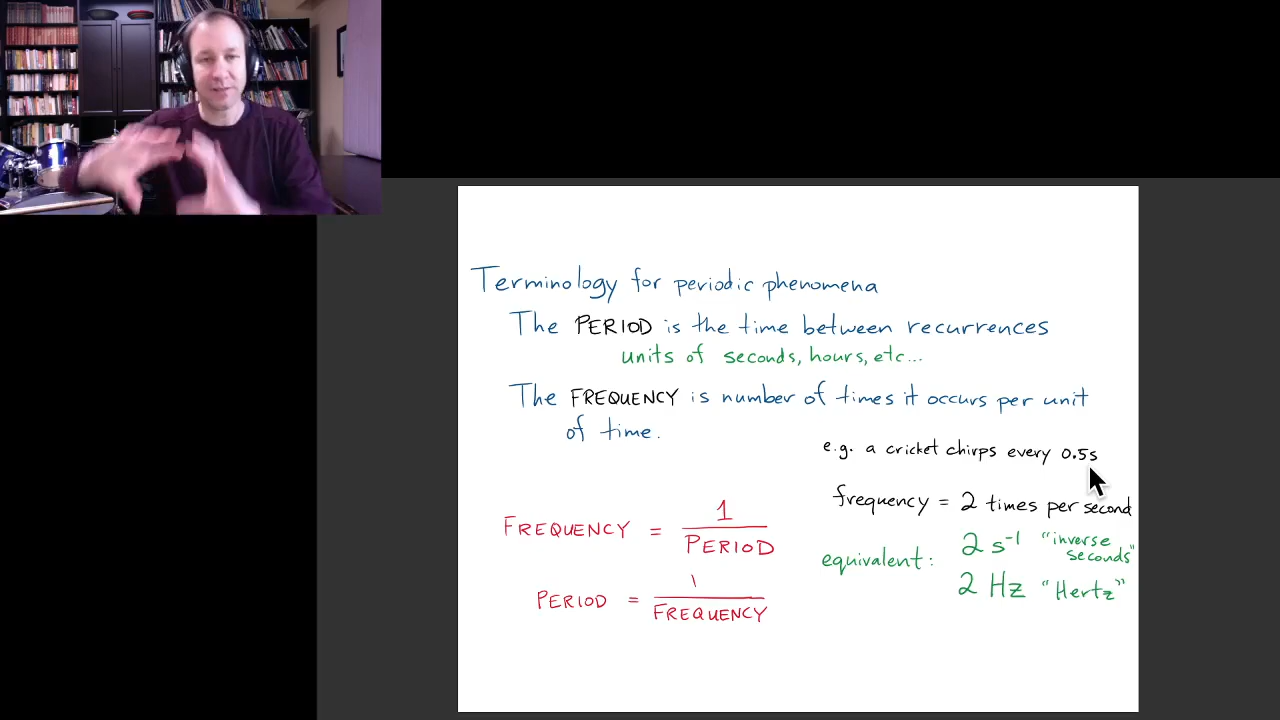 Terminology for periodic phenomena
The PERIOD is the time between recurrences
units of seconds, hours, etc...
The FREQUENCY is number of times it occurs per unit
of time.
e.g. a cricket chirps every 0.5s
frequency = 2 times per second
equivalent: 2 s⁻¹ "inverse seconds"
2 Hz "Hertz"
FREQUENCY = 1 / PERIOD
PERIOD = 1 / FREQUENCY